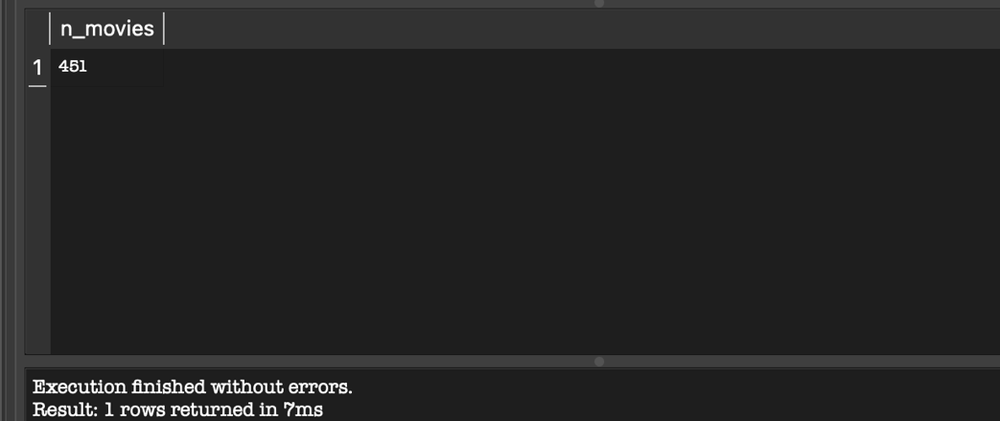 n_movies
1 451
Execution finished without errors.
Result: 1 rows returned in 7ms